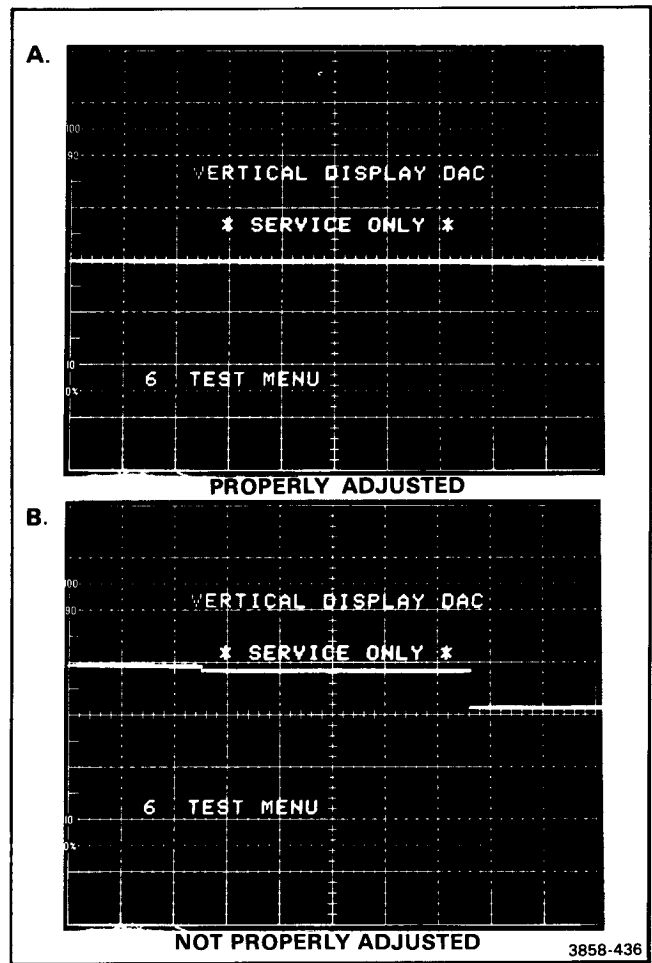 A.
100
90
VERTICAL DISPLAY DAC
* SERVICE ONLY *
10
6 TEST MENU
0%
PROPERLY ADJUSTED
B.
100
90
VERTICAL DISPLAY DAC
* SERVICE ONLY *
6 TEST MENU
10
0%
NOT PROPERLY ADJUSTED
3858-436